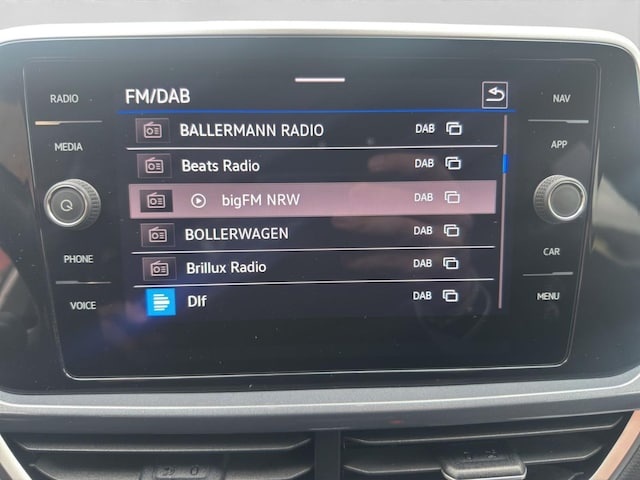 RADIO
FM/DAB
NAV
BALLERMANN RADIO DAB
MEDIA
APP
Beats Radio DAB
bigFM NRW DAB
BOLLERWAGEN DAB
PHONE
CAR
Brillux Radio DAB
VOICE
Dlf DAB
MENU